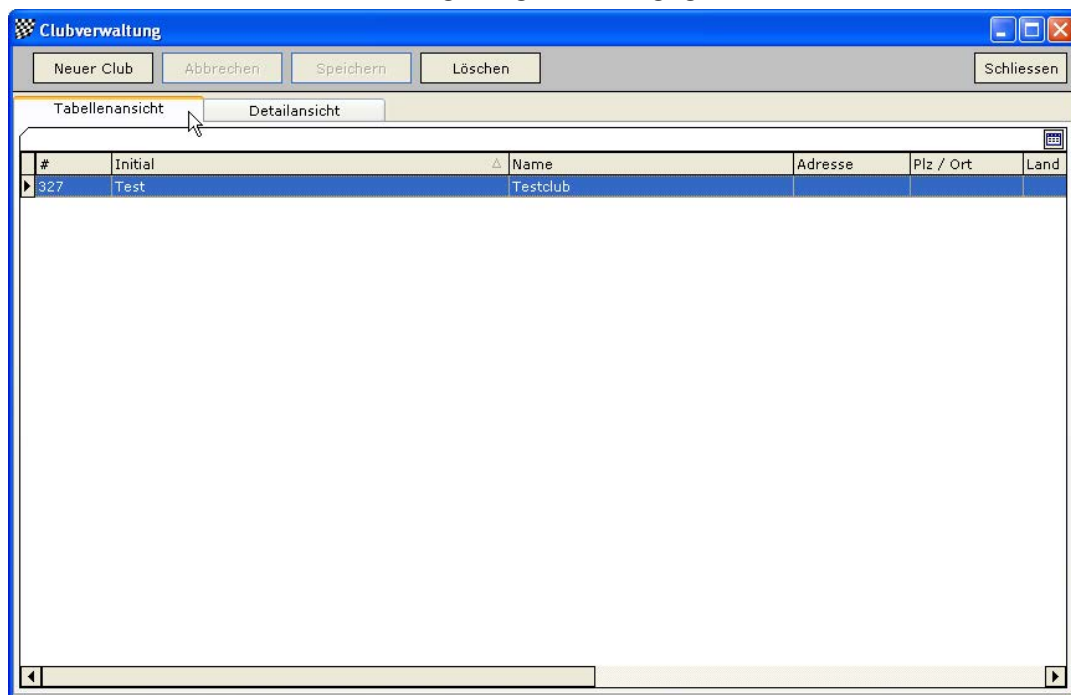 Clubverwaltung
Neuer Club Abbrechen Speichern Löschen Schliessen
Tabellenansicht Detailansicht
# Initial Name Adresse Plz / Ort Land
327 Test Testclub